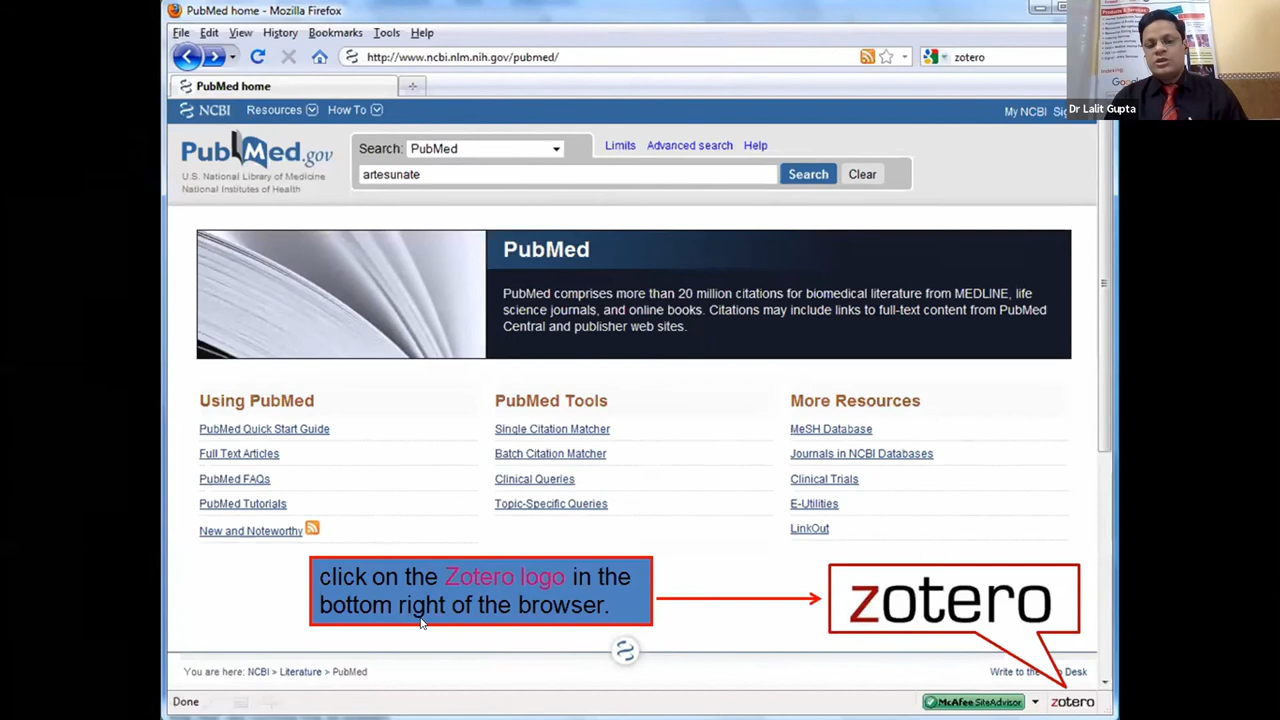 PubMed home - Mozilla Firefox
File Edit View History Bookmarks Tools Help
http://www.ncbi.nlm.nih.gov/pubmed/
zotero
PubMed home
NCBI Resources How To
My NCBI
Dr Lalit Gupta
PubMed.gov
U.S. National Library of Medicine
National Institutes of Health
Search: PubMed
Limits Advanced search Help
artesunate
Search Clear
PubMed
PubMed comprises more than 20 million citations for biomedical literature from MEDLINE, life
science journals, and online books. Citations may include links to full-text content from PubMed
Central and publisher web sites.
Using PubMed
PubMed Quick Start Guide
Full Text Articles
PubMed FAQs
PubMed Tutorials
New and Noteworthy
PubMed Tools
Single Citation Matcher
Batch Citation Matcher
Clinical Queries
Topic-Specific Queries
More Resources
MeSH Database
Journals in NCBI Databases
Clinical Trials
E-Utilities
LinkOut
click on the Zotero logo in the
bottom right of the browser.
zotero
You are here: NCBI > Literature > PubMed
Write to the Desk
Done
McAfee SiteAdvisor
zotero